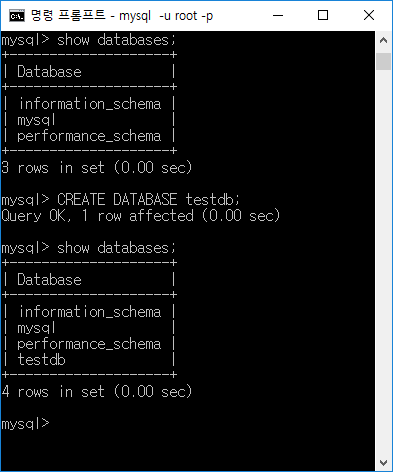 명령 프롬프트 - mysql  -u root -p
mysql> show databases;
+--------------------+
| Database           |
+--------------------+
| information_schema |
| mysql              |
| performance_schema |
+--------------------+
3 rows in set (0.00 sec)
mysql> CREATE DATABASE testdb;
Query OK, 1 row affected (0.00 sec)
mysql> show databases;
+--------------------+
| Database           |
+--------------------+
| information_schema |
| mysql              |
| performance_schema |
| testdb             |
+--------------------+
4 rows in set (0.00 sec)
mysql>